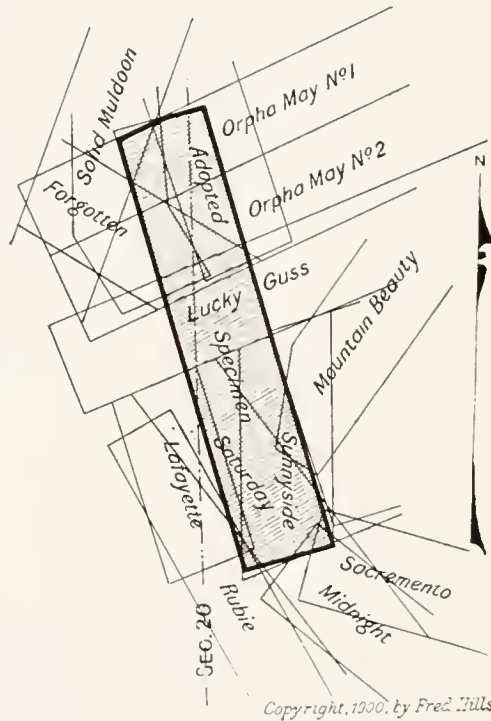 Solid Muldoon
Forgotten
Adopted
Orpha May Nº1
Orpha May Nº2
Lucky Guss
Mountain Beauty
Specimen
Saturday
Sunnyside
Lafayette
Rubie
SEC. 20
Sacremento
Midnight
N
Copyright, 1900, by Fred Hills